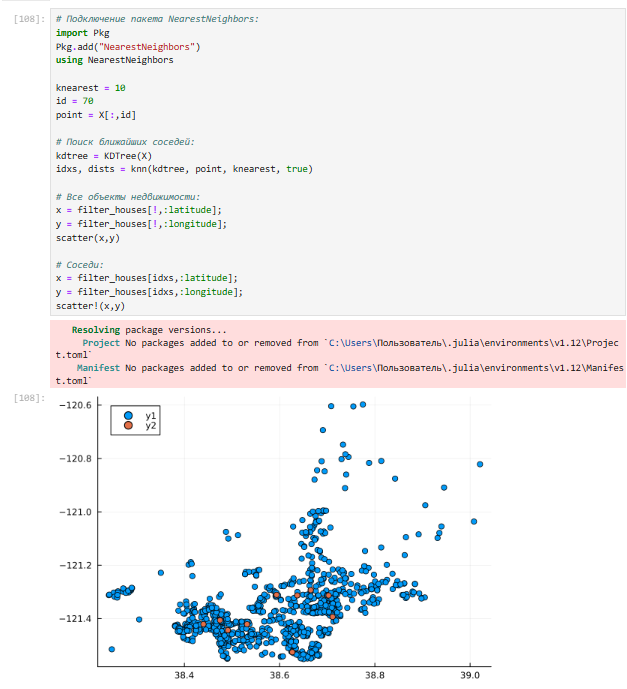 [108]:
# Подключение пакета NearestNeighbors:
import Pkg
Pkg.add("NearestNeighbors")
using NearestNeighbors
knearest = 10
id = 70
point = X[:,id]
# Поиск ближайших соседей:
kdtree = KDTree(X)
idxs, dists = knn(kdtree, point, knearest, true)
# Все объекты недвижимости:
x = filter_houses[!,:latitude];
y = filter_houses[!,:longitude];
scatter(x,y)
# Соседи:
x = filter_houses[idxs,:latitude];
y = filter_houses[idxs,:longitude];
scatter!(x,y)
Resolving package versions...
Project No packages added to or removed from `C:\Users\Пользователь\.julia\environments\v1.12\Projec
t.toml`
Manifest No packages added to or removed from `C:\Users\Пользователь\.julia\environments\v1.12\Manifes
t.toml`
[108]:
−120.6
y1
y2
−120.8
−121.0
−121.2
−121.4
38.4 38.6 38.8 39.0